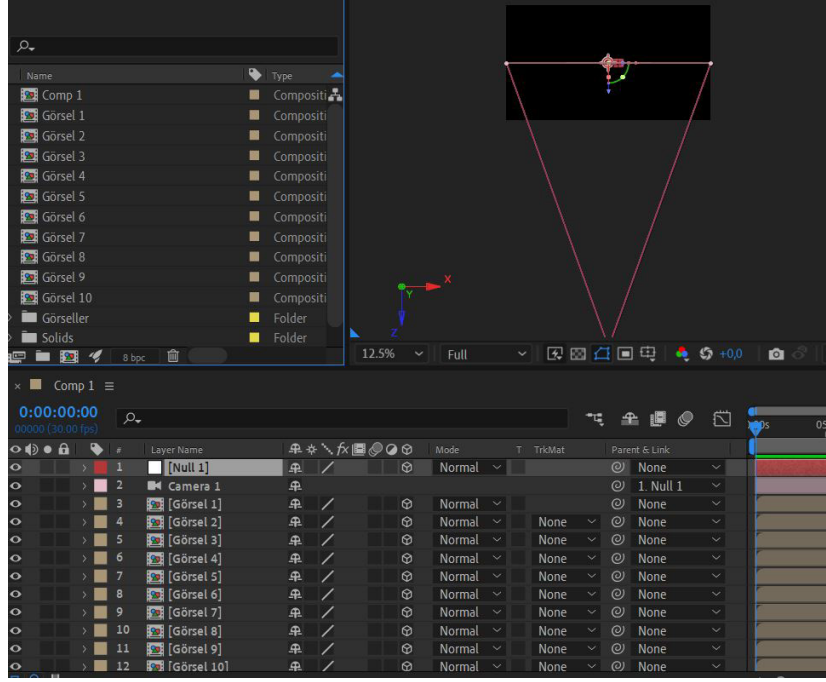 Name Type
Comp 1 Compositi
Görsel 1 Compositi
Görsel 2 Compositi
Görsel 3 Compositi
Görsel 4 Compositi
Görsel 5 Compositi
Görsel 6 Compositi
Görsel 7 Compositi
Görsel 8 Compositi
Görsel 9 Compositi
Görsel 10 Compositi
Görseller Folder
Solids Folder
8 bpc
X
Y
Z
12.5% Full +0,0
× Comp 1
0:00:00:00
00000 (30.00 fps)
# Layer Name Mode T TrkMat Parent & Link
1 [Null 1] Normal None
2 Camera 1 1. Null 1
3 [Görsel 1] Normal None
4 [Görsel 2] Normal None None
5 [Görsel 3] Normal None None
6 [Görsel 4] Normal None None
7 [Görsel 5] Normal None None
8 [Görsel 6] Normal None None
9 [Görsel 7] Normal None None
10 [Görsel 8] Normal None None
11 [Görsel 9] Normal None None
12 [Görsel 10] Normal None None